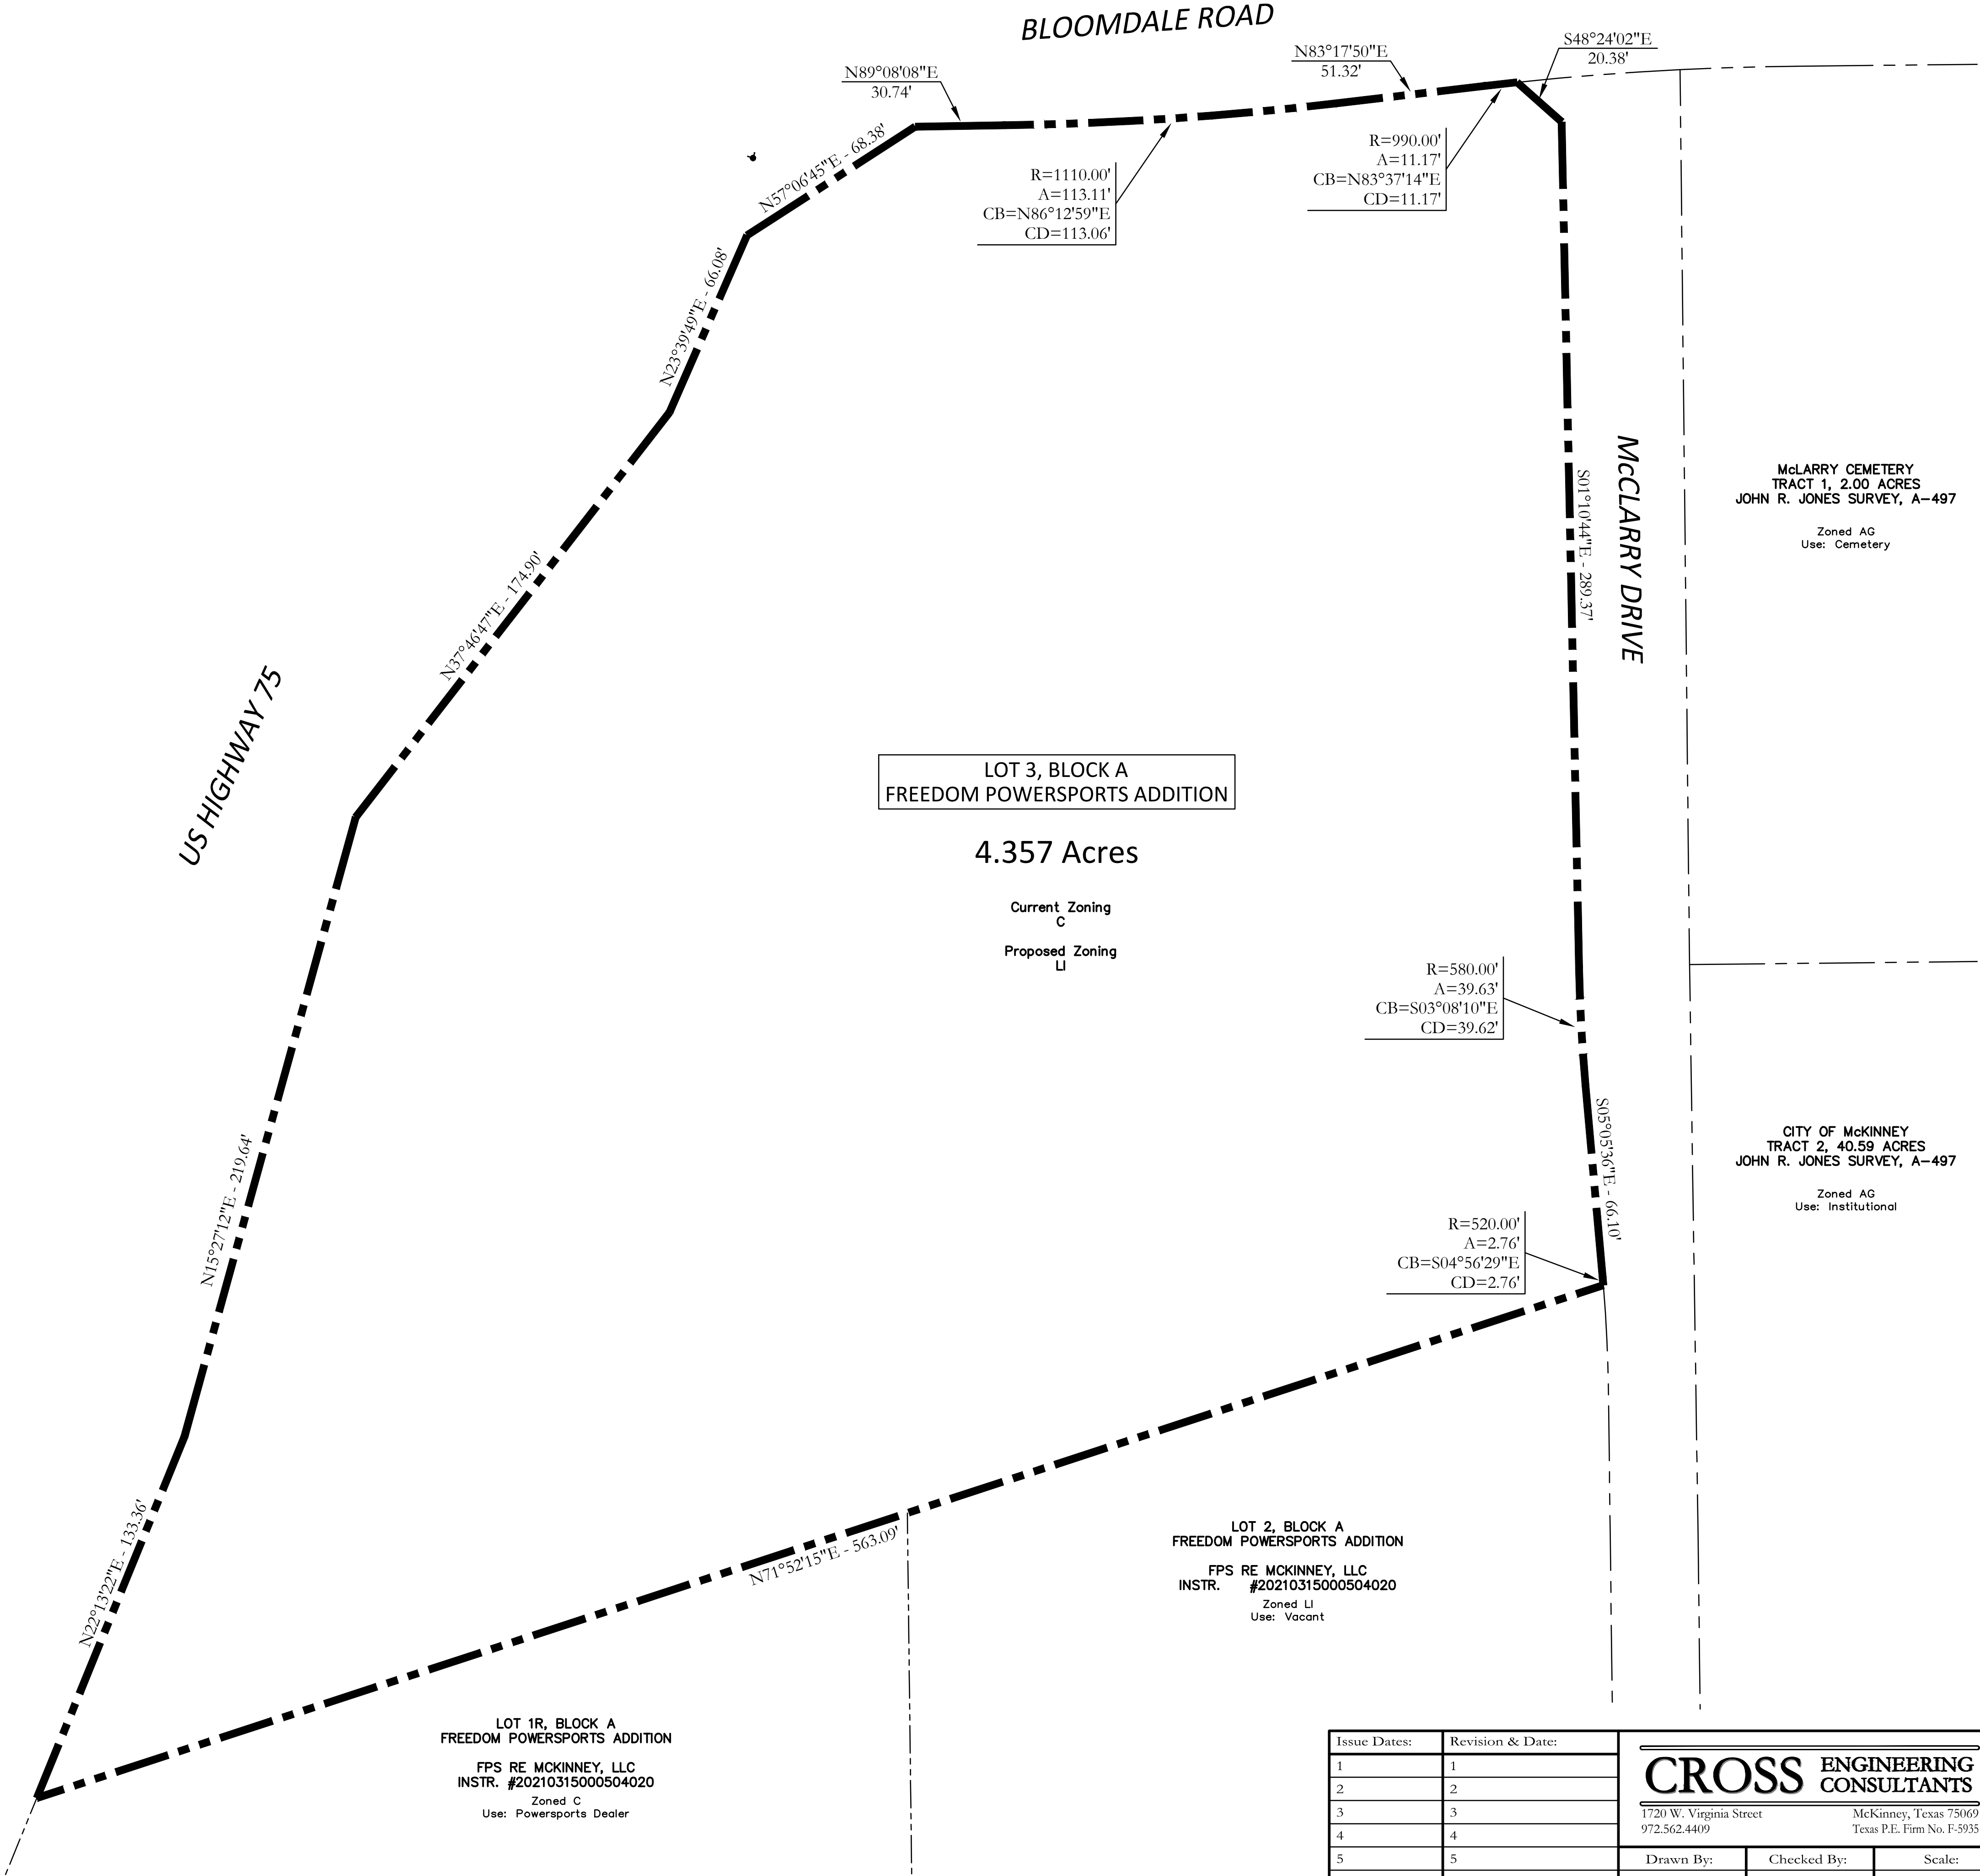 BLOOMDALE ROAD
N89°08'08"E
30.74'
N83°17'50"E
51.32'
S48°24'02"E
20.38'
N57°06'45"E - 68.38'
R=1110.00'
A=113.11'
CB=N86°12'59"E
CD=113.06'
R=990.00'
A=11.17'
CB=N83°37'14"E
CD=11.17'
N23°39'49"E - 66.08'
N37°46'47"E - 174.90'
US HIGHWAY 75
S01°10'44"E - 289.37'
McCLARRY DRIVE
McLARRY CEMETERY
TRACT 1, 2.00 ACRES
JOHN R. JONES SURVEY, A-497
Zoned AG
Use: Cemetery
LOT 3, BLOCK A
FREEDOM POWERSPORTS ADDITION
4.357 Acres
Current Zoning
C
Proposed Zoning
LI
R=580.00'
A=39.63'
CB=S03°08'10"E
CD=39.62'
S05°05'36"E - 66.10'
CITY OF McKINNEY
TRACT 2, 40.59 ACRES
JOHN R. JONES SURVEY, A-497
Zoned AG
Use: Institutional
N15°27'12"E - 219.64'
R=520.00'
A=2.76'
CB=S04°56'29"E
CD=2.76'
N22°13'22"E - 133.36'
N71°52'15"E - 563.09'
LOT 2, BLOCK A
FREEDOM POWERSPORTS ADDITION
FPS RE MCKINNEY, LLC
INSTR. #20210315000504020
Zoned LI
Use: Vacant
LOT 1R, BLOCK A
FREEDOM POWERSPORTS ADDITION
FPS RE MCKINNEY, LLC
INSTR. #20210315000504020
Zoned C
Use: Powersports Dealer
Issue Dates: Revision & Date:
1 1
2 2
3 3
4 4
5 5
CROSS ENGINEERING CONSULTANTS
1720 W. Virginia Street McKinney, Texas 75069
972.562.4409 Texas P.E. Firm No. F-5935
Drawn By: Checked By: Scale: